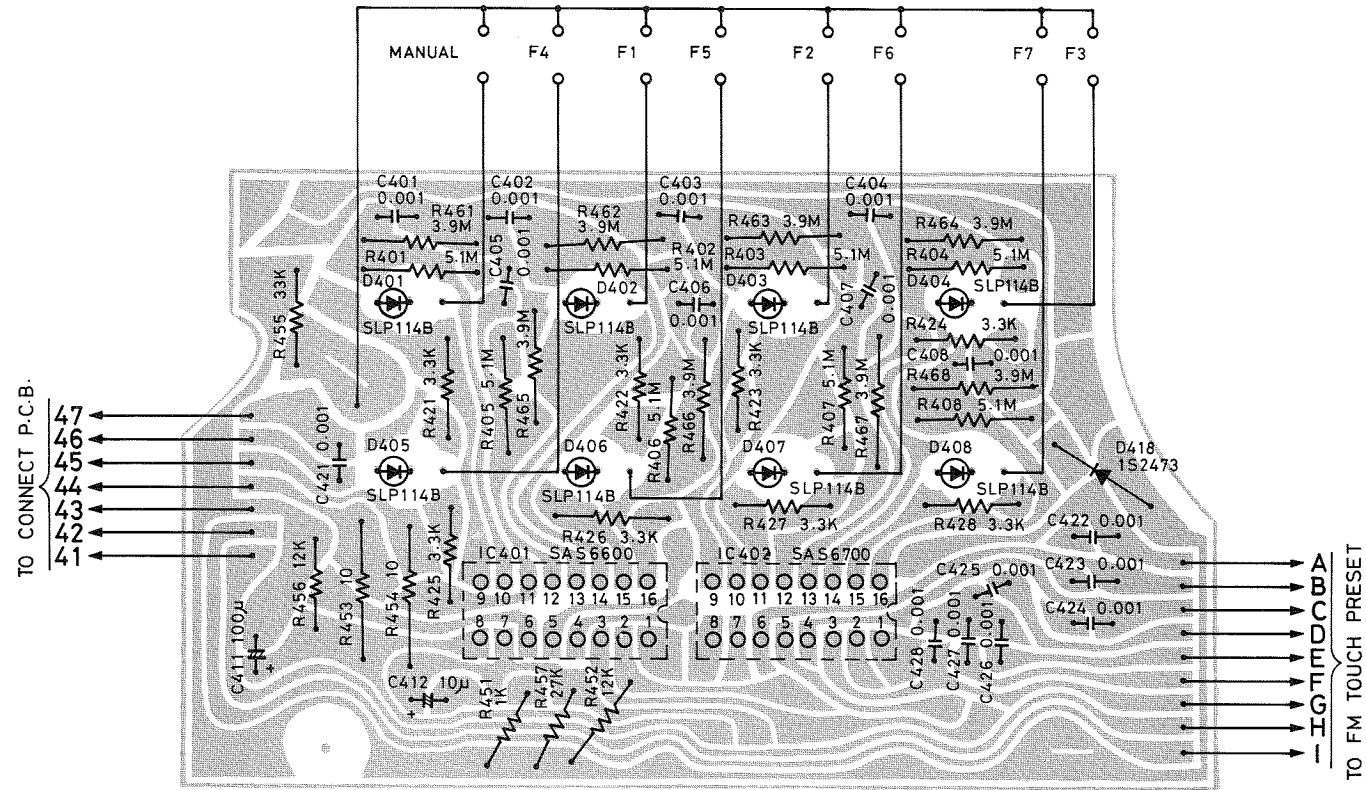 MANUAL F4 F1 F5 F2 F6 F7 F3
C401 0.001
R461 3.9M
R401 5.1M
D401
SLP114B
C402 0.001
C405 0.001
R462 3.9M
R402 5.1M
D402
SLP114B
C403 0.001
C406 0.001
R463 3.9M
R403 5.1M
D403
SLP114B
C404 0.001
C407 0.001
R464 3.9M
R404 5.1M
D404
SLP114B
R424 3.3K
C408 0.001
R468 3.9M
R408 5.1M
R455 33K
R421 3.3K
R405 5.1M
R465 3.9M
R422 3.3K
R406 5.1M
R466 3.9M
R423 3.3K
R407 5.1M
R467 3.9M
TO CONNECT P.C.B.
47
46
45
44
43
42
41
C421 0.001
D405
SLP114B
D406
SLP114B
D407
SLP114B
D408
SLP114B
D418
1S2473
R426 3.3K
R427 3.3K
R428 3.3K
R456 12K
R453 10
R454 10
R425 3.3K
IC401 SAS6600
9 10 11 12 13 14 15 16
8 7 6 5 4 3 2 1
IC402 SAS6700
9 10 11 12 13 14 15 16
8 7 6 5 4 3 2 1
C422 0.001
C425 0.001
C423 0.001
C424 0.001
C428 0.001
C427 0.001
C426 0.001
C411 100µ
+
C412 10µ
+
R451 1K
R457 27K
R452 12K
A
B
C
D
E
F
G
H
I
TO FM TOUCH PRESET